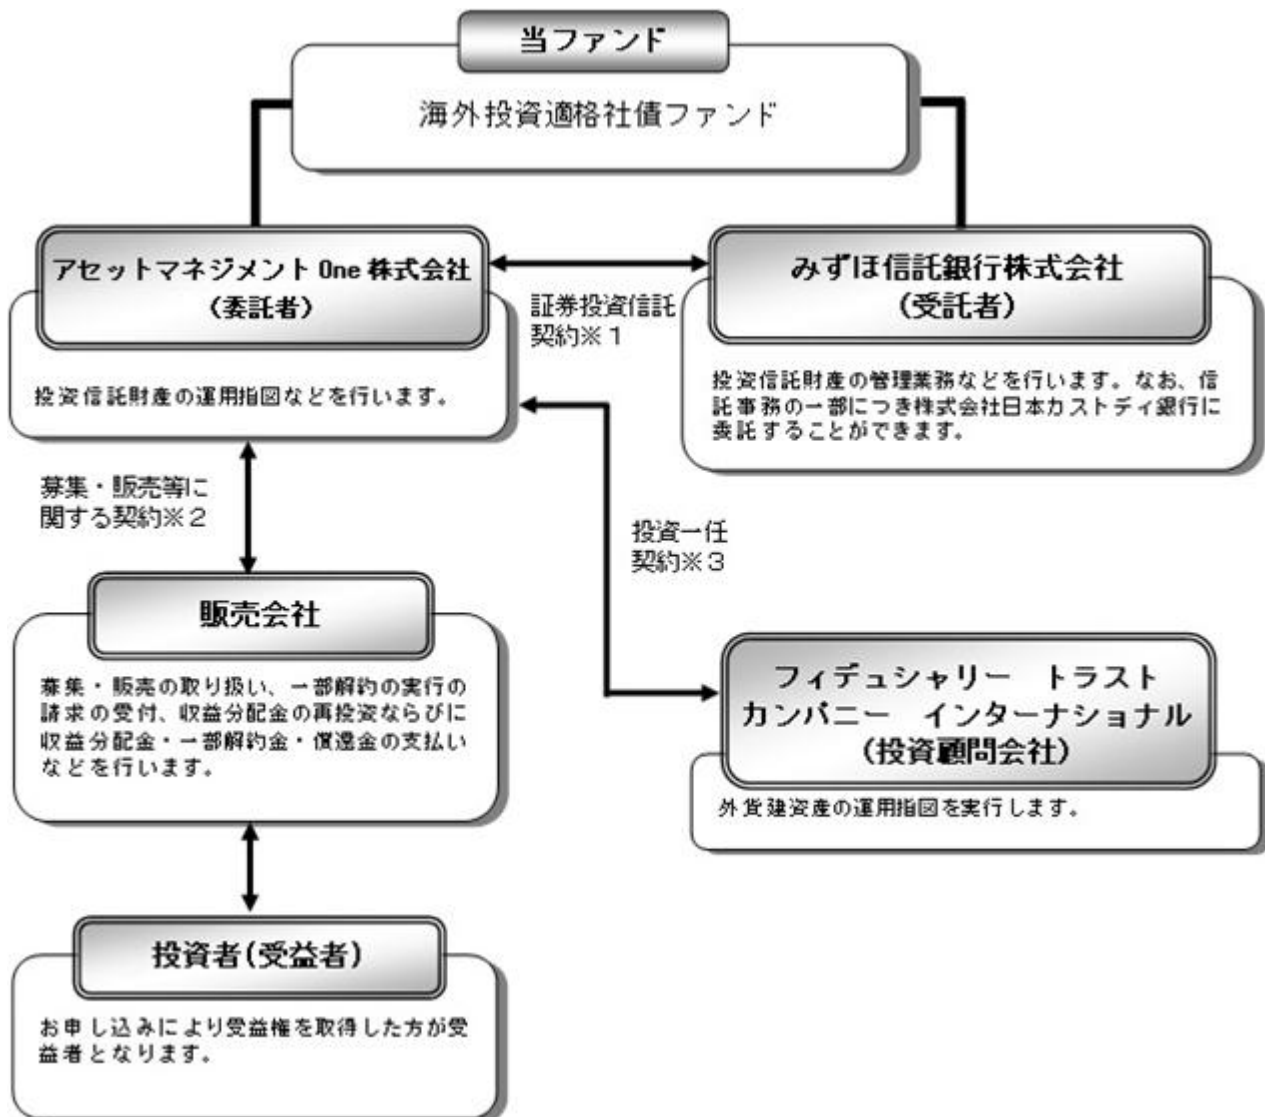 当ファンド
海外投資適格社債ファンド
アセットマネジメント One 株式会社
(委託者)
投資信託財産の運用指図などを行います。
証券投資信託
契約※１
みずほ信託銀行株式会社
(受託者)
投資信託財産の管理業務などを行います。なお、信
託事務の一部につき株式会社日本カストディ銀行に
委託することができます。
募集・販売等に
関する契約※２
投資一任
契約※３
販売会社
募集・販売の取り扱い、一部解約の実行の
請求の受付、収益分配金の再投資ならびに
収益分配金・一部解約金・償還金の支払い
などを行います。
フィデュシャリー　トラスト
カンパニー　インターナショナル
(投資顧問会社)
外貨建資産の運用指図を実行します。
投資者(受益者)
お申し込みにより受益権を取得した方が受
益者となります。